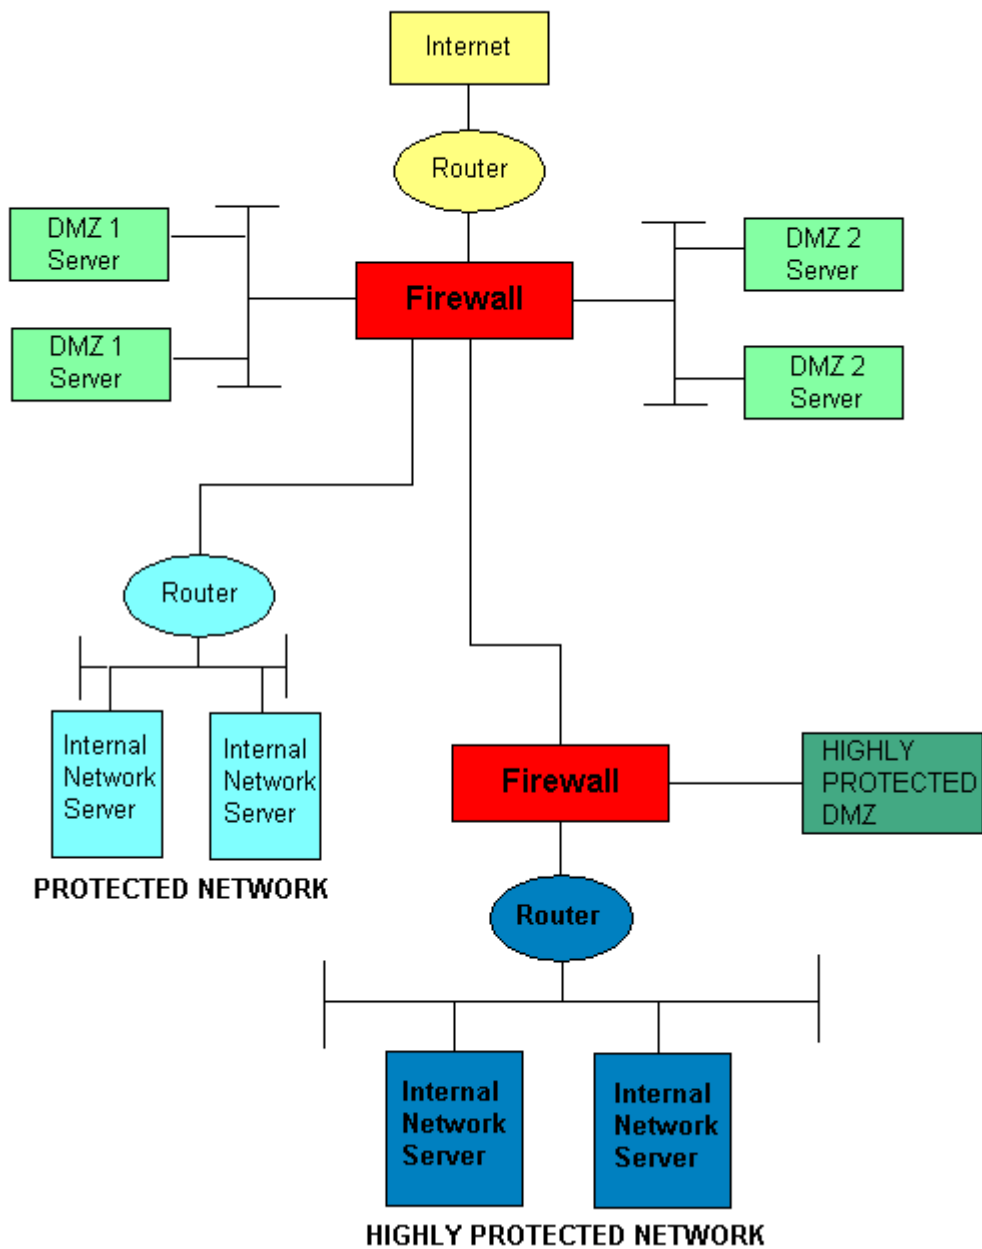 Internet
Router
DMZ 1
Server
Firewall
DMZ 2
Server
DMZ 1
Server
DMZ 2
Server
Router
Internal
Network
Server
Internal
Network
Server
PROTECTED NETWORK
Firewall
HIGHLY
PROTECTED
DMZ
Router
Internal
Network
Server
Internal
Network
Server
HIGHLY PROTECTED NETWORK